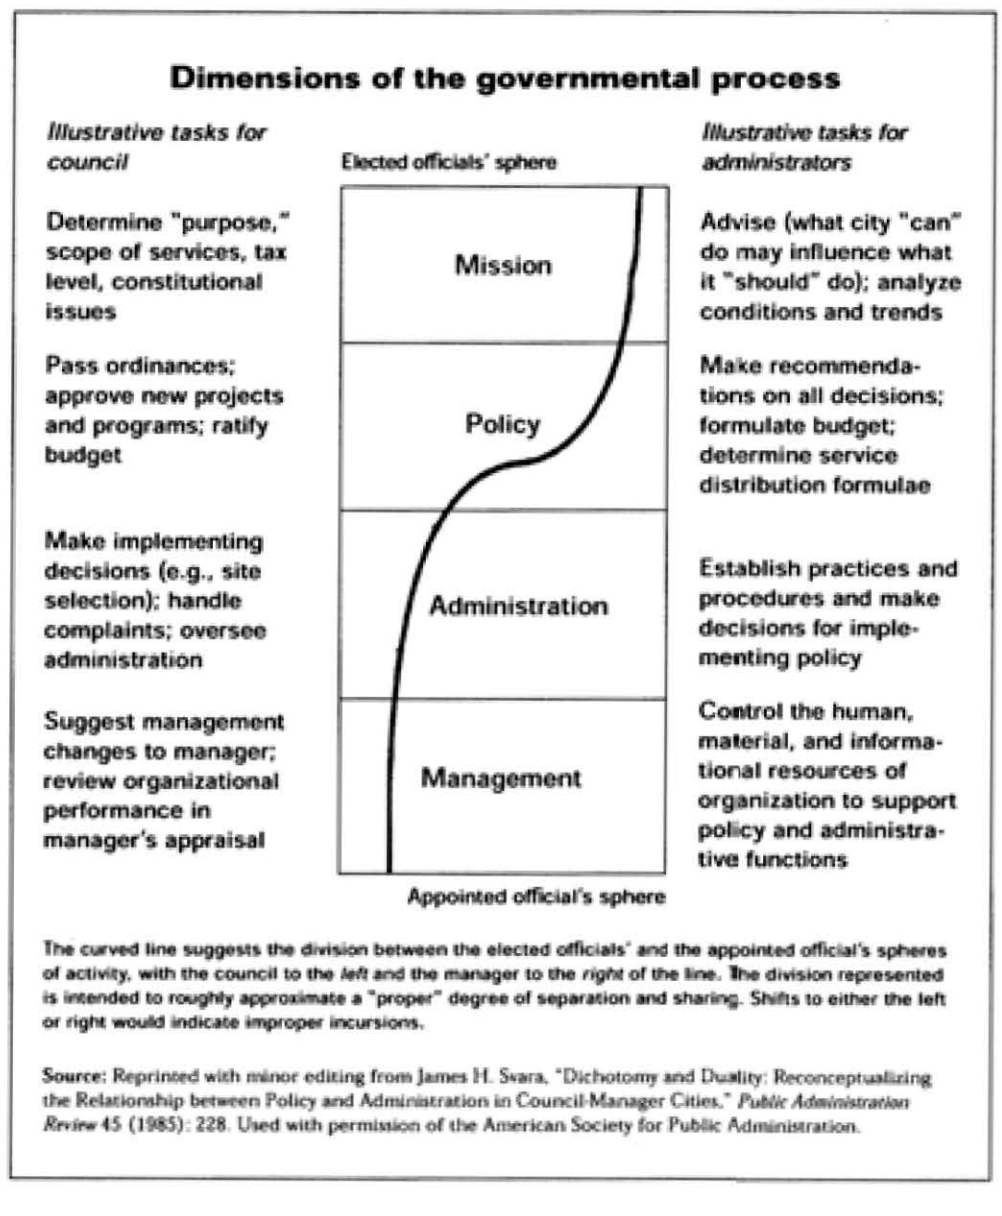 Dimensions of the governmental process
Illustrative tasks for
council
Elected officials' sphere
Illustrative tasks for
administrators
Determine "purpose,"
scope of services, tax
level, constitutional
issues
Mission
Advise (what city "can"
do may influence what
it "should" do); analyze
conditions and trends
Pass ordinances;
approve new projects
and programs; ratify
budget
Policy
Make recommenda-
tions on all decisions;
formulate budget;
determine service
distribution formulae
Make implementing
decisions (e.g., site
selection); handle
complaints; oversee
administration
Administration
Establish practices and
procedures and make
decisions for imple-
menting policy
Suggest management
changes to manager;
review organizational
performance in
manager's appraisal
Management
Control the human,
material, and informa-
tional resources of
organization to support
policy and administra-
tive functions
Appointed official's sphere
The curved line suggests the division between the elected officials' and the appointed official's spheres
of activity, with the council to the left and the manager to the right of the line. The division represented
is intended to roughly approximate a "proper" degree of separation and sharing. Shifts to either the left
or right would indicate improper incursions.
Source: Reprinted with minor editing from James H. Svara, "Dichotomy and Duality: Reconceptualizing
the Relationship between Policy and Administration in Council-Manager Cities," Public Administration
Review 45 (1985): 228. Used with permission of the American Society for Public Administration.